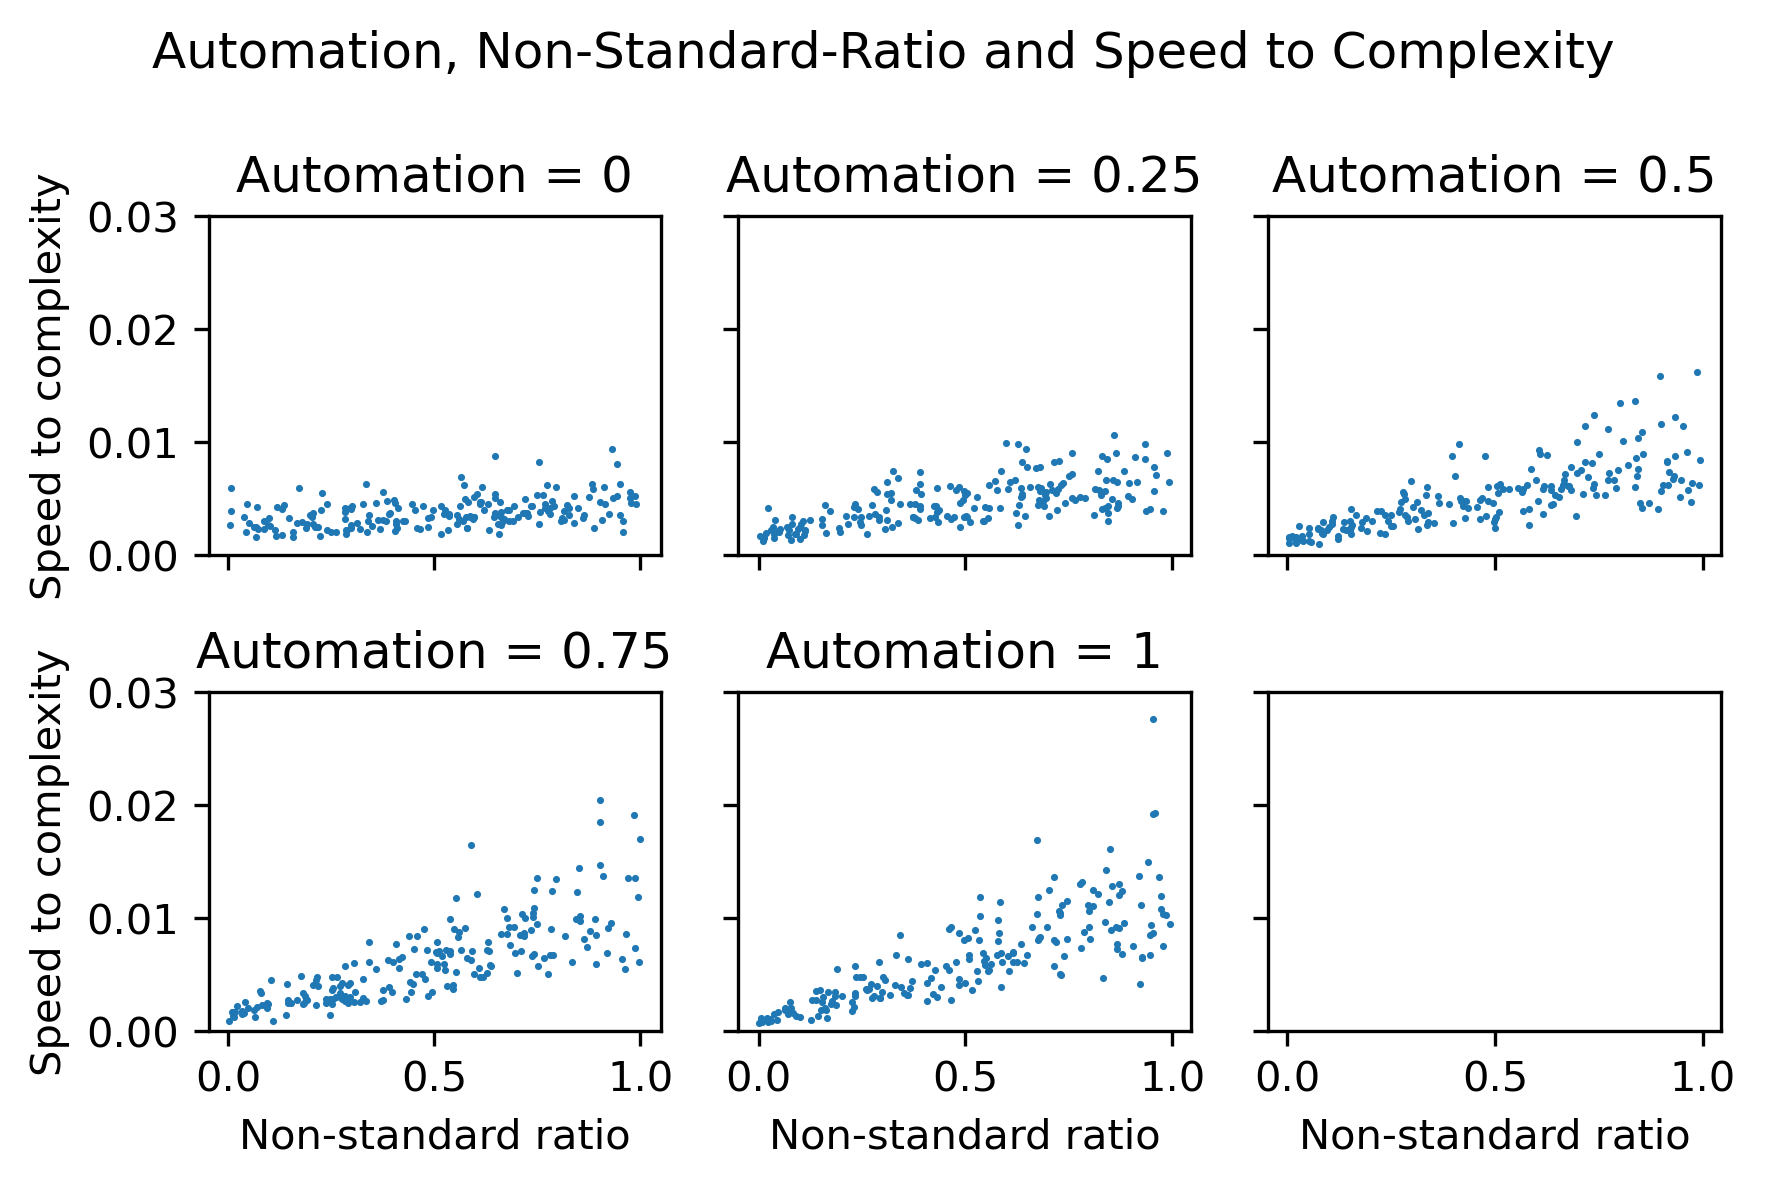 Automation, Non-Standard-Ratio and Speed to Complexity
Automation = 0
Automation = 0.25
Automation = 0.5
Speed to complexity
0.03
0.02
0.01
0.00
Automation = 0.75
Automation = 1
Speed to complexity
0.03
0.02
0.01
0.00
0.0 0.5 1.0
0.0 0.5 1.0
0.0 0.5 1.0
Non-standard ratio
Non-standard ratio
Non-standard ratio